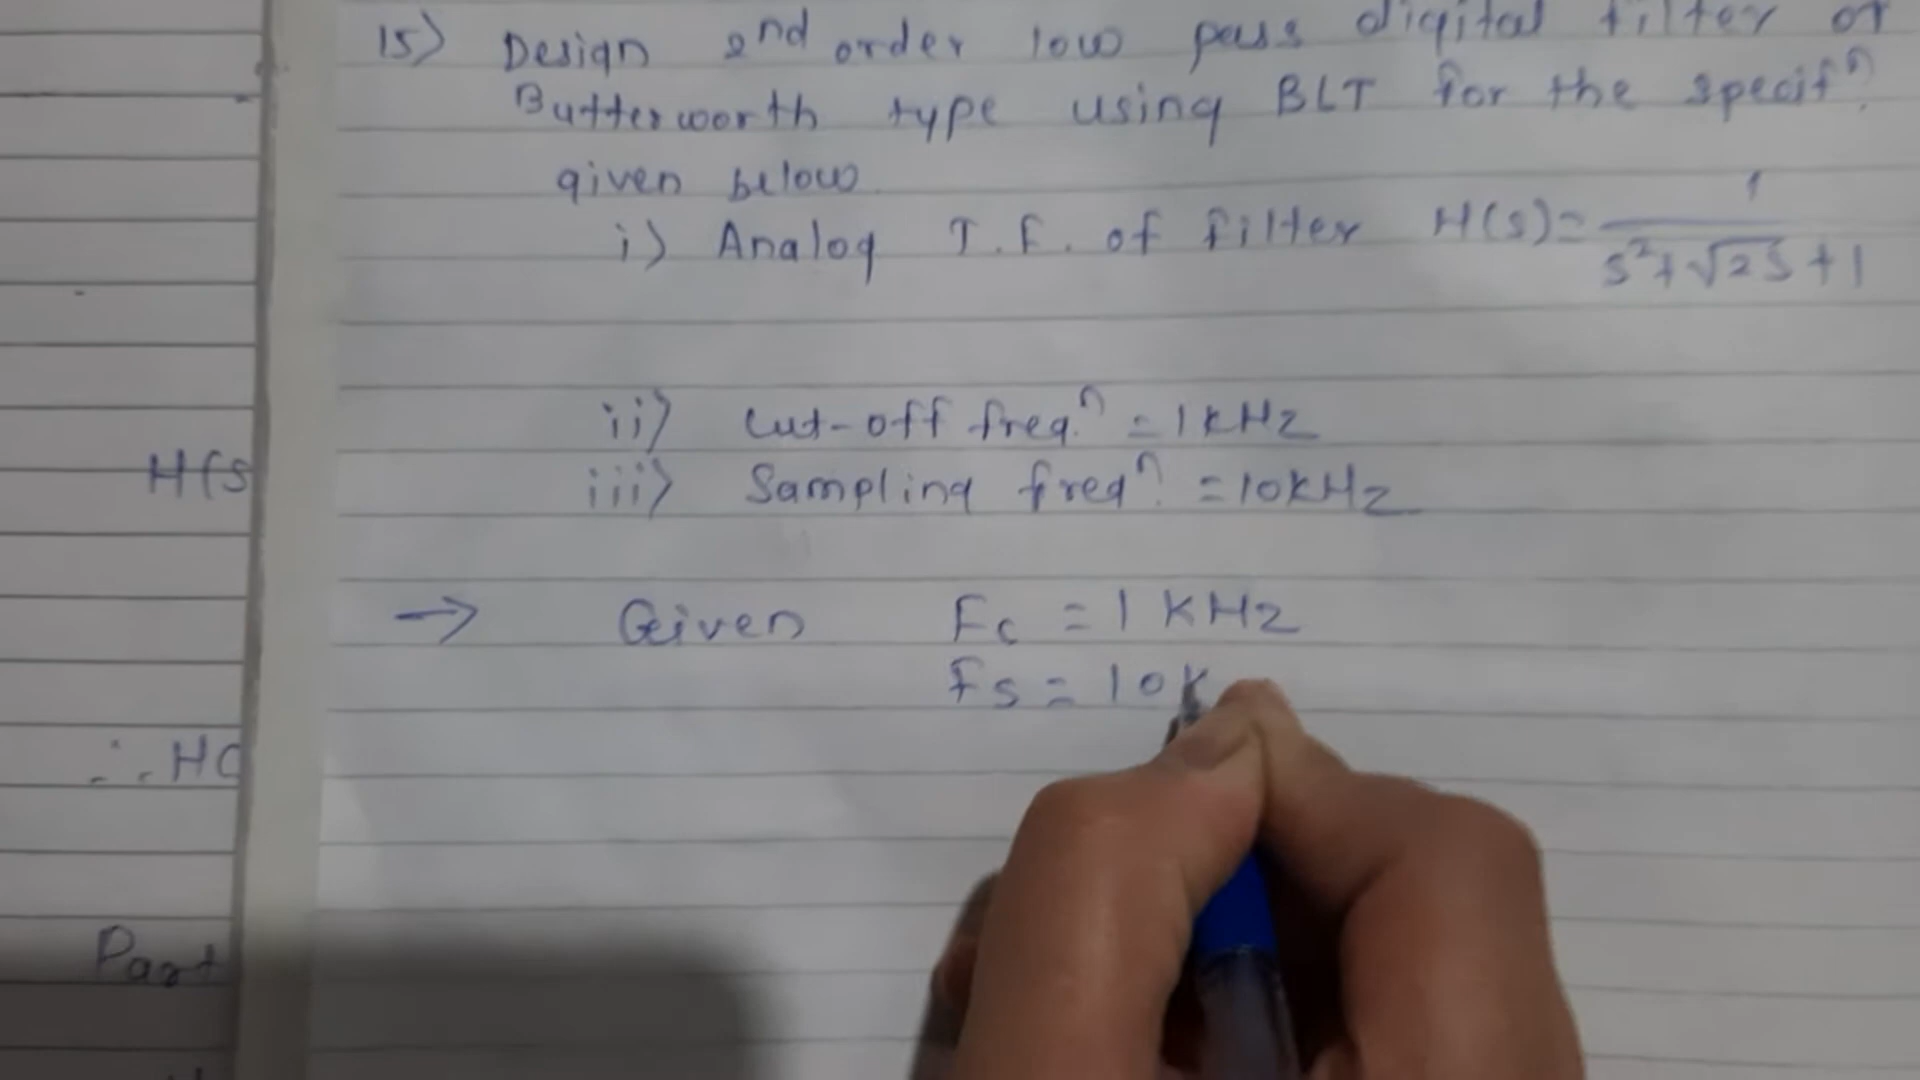 15) Design 2nd order low pass digital filter of
Butterworth type using BLT for the specifn.
given below
i) Analog T.F. of filter H(s)= 1/(s²+√2s+1)
ii) Cut-off freq.n = 1kHz
iii) Sampling freqn. = 10kHz
→ Given Fc = 1 KHz
Fs = 10K
H(S
∴ H(
Part